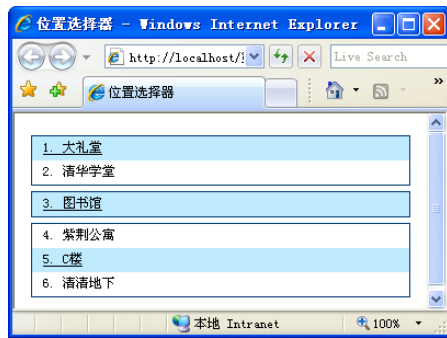 位置选择器 - Windows Internet Explorer
http://localhost/
Live Search
位置选择器
»
1. 大礼堂
2. 清华学堂
3. 图书馆
4. 紫荆公寓
5. C楼
6. 清清地下
本地 Intranet
100%